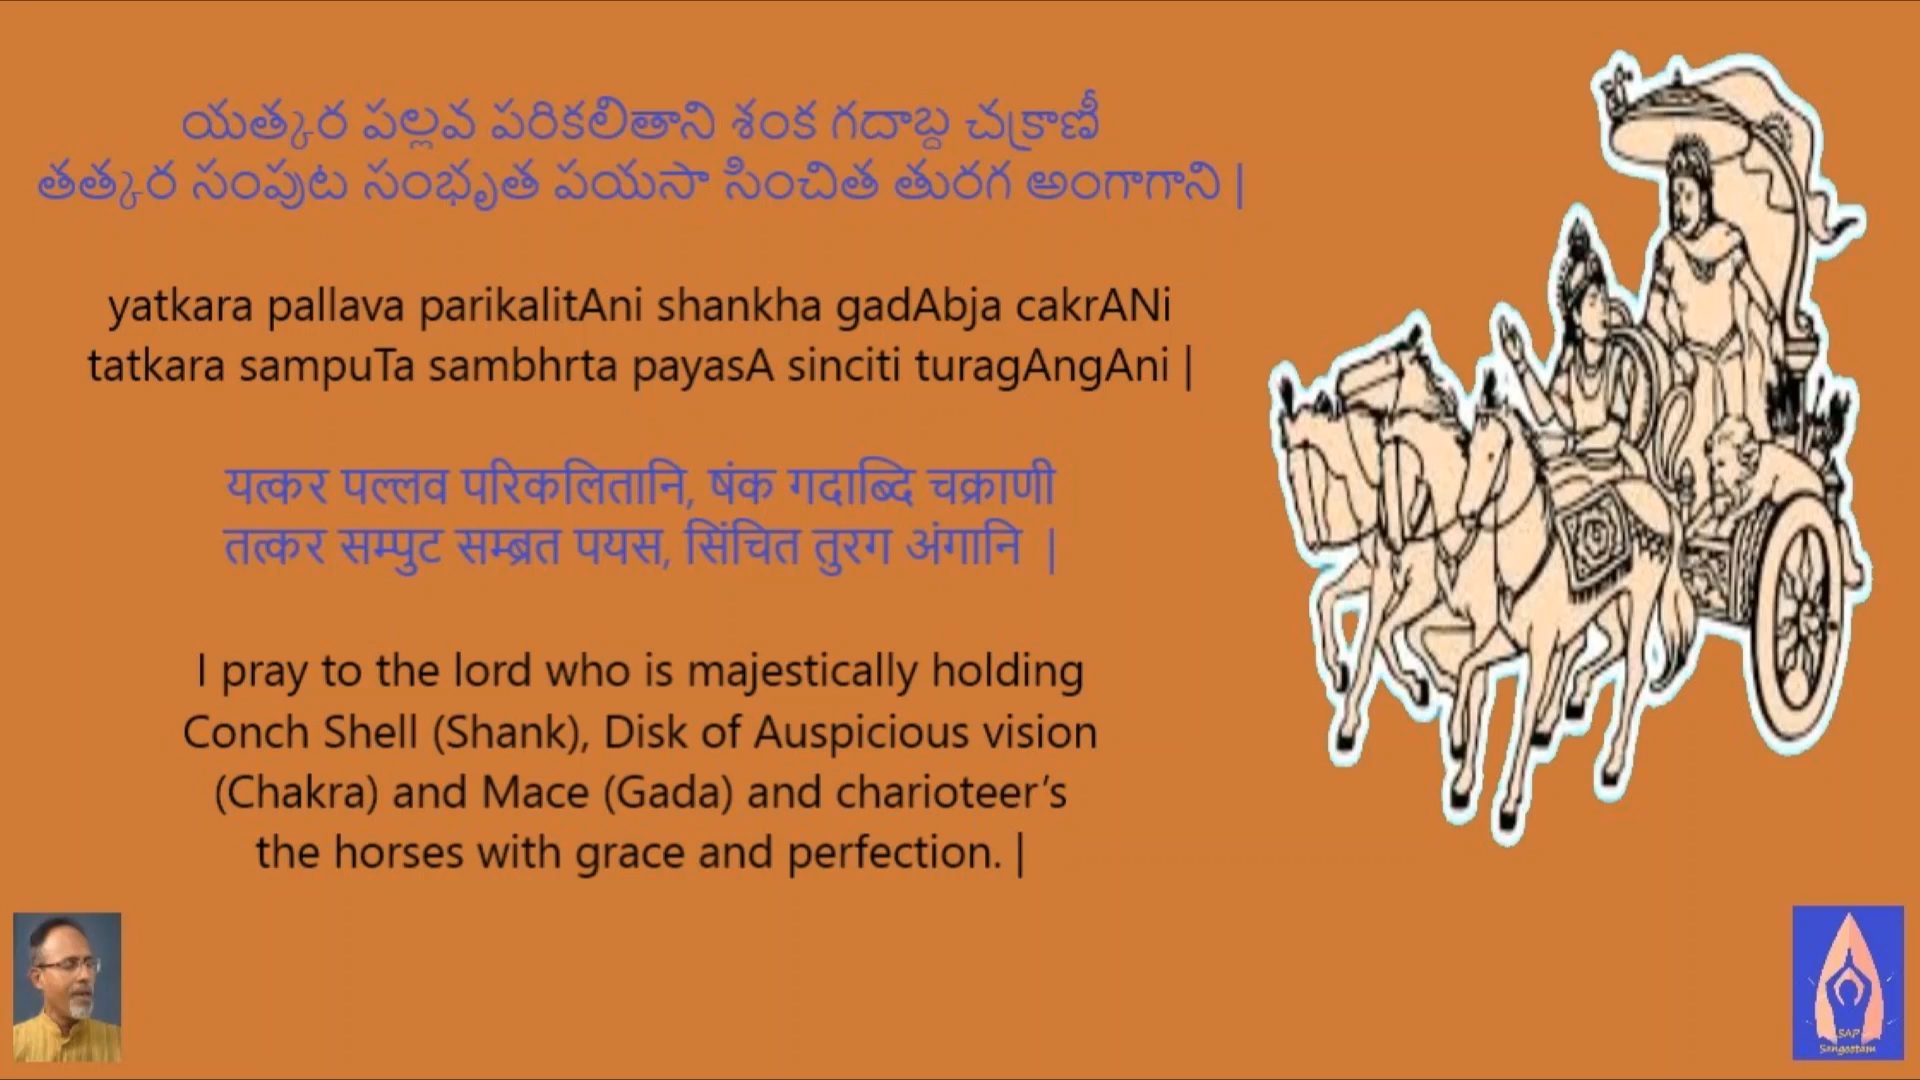 యత్కర పల్లవ పరికలితాని శంక గదాబ్ద చక్రాణీ
తత్కర సంపుట సంభృత పయసా సించిత తురగ అంగాగాని |
yatkara pallava parikalitAni shankha gadAbja cakrANi
tatkara sampuTa sambhrta payasA sinciti turagAngAni |
यत्कर पल्लव परिकलितानि, षंक गदाब्दि चक्राणी
तत्कर सम्पुट सम्ब्रत पयस, सिंचित तुरग अंगानि |
I pray to the lord who is majestically holding
Conch Shell (Shank), Disk of Auspicious vision
(Chakra) and Mace (Gada) and charioteer’s
the horses with grace and perfection. |
SAP
Sangeetam